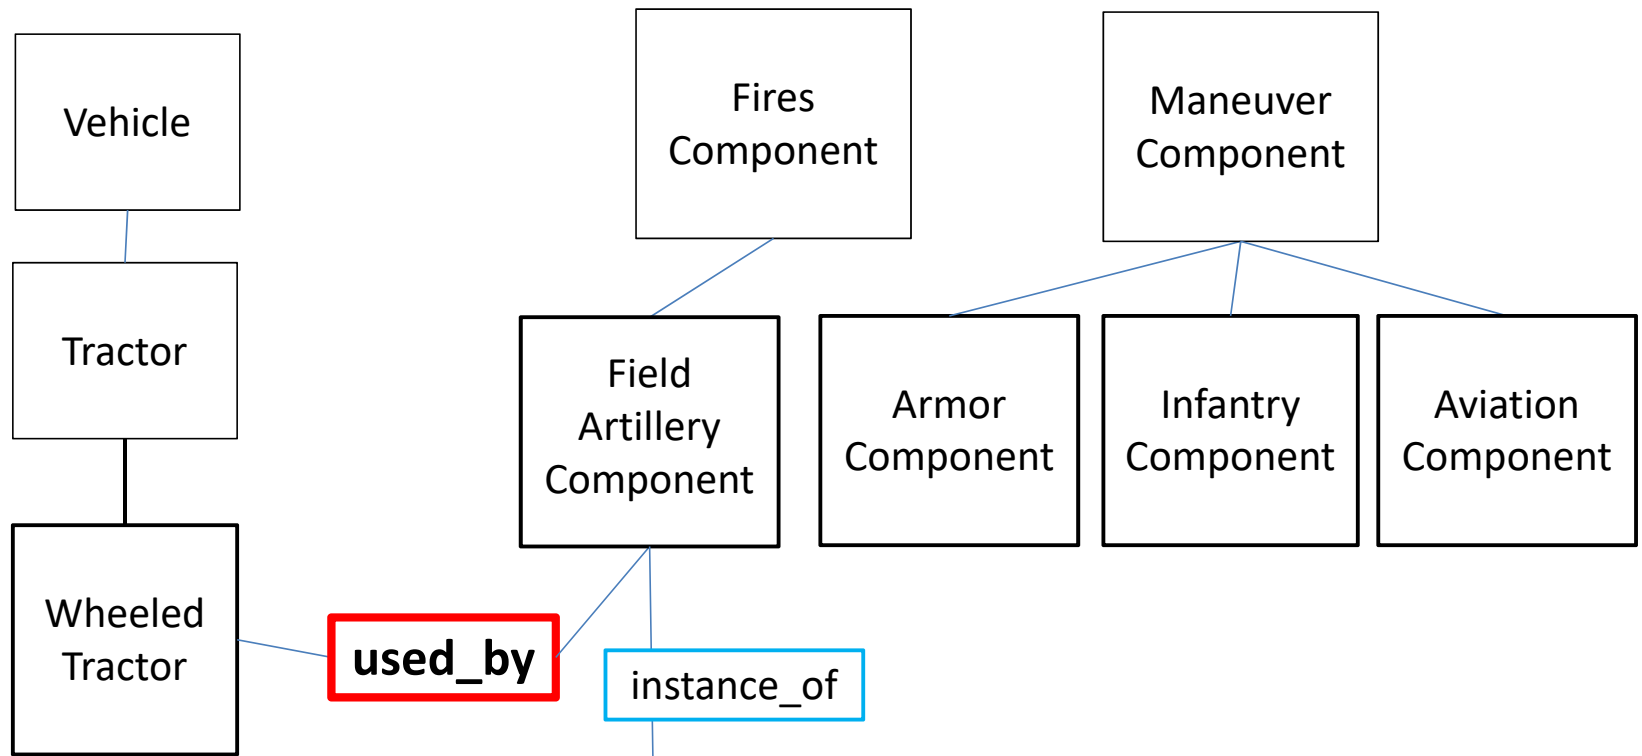 Vehicle
Fires
Component
Maneuver
Component
Tractor
Field
Artillery
Component
Armor
Component
Infantry
Component
Aviation
Component
Wheeled
Tractor
used_by
instance_of